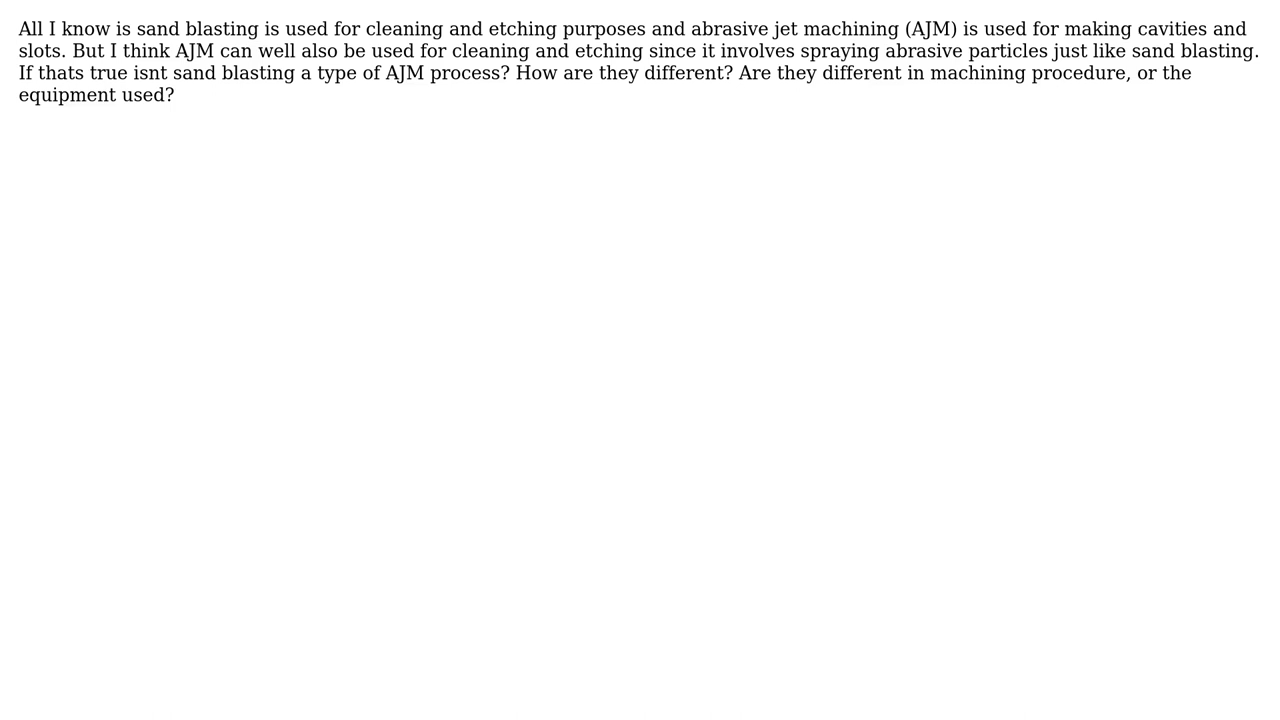 All I know is sand blasting is used for cleaning and etching purposes and abrasive jet machining (AJM) is used for making cavities and
slots. But I think AJM can well also be used for cleaning and etching since it involves spraying abrasive particles just like sand blasting.
If thats true isnt sand blasting a type of AJM process? How are they different? Are they different in machining procedure, or the
equipment used?